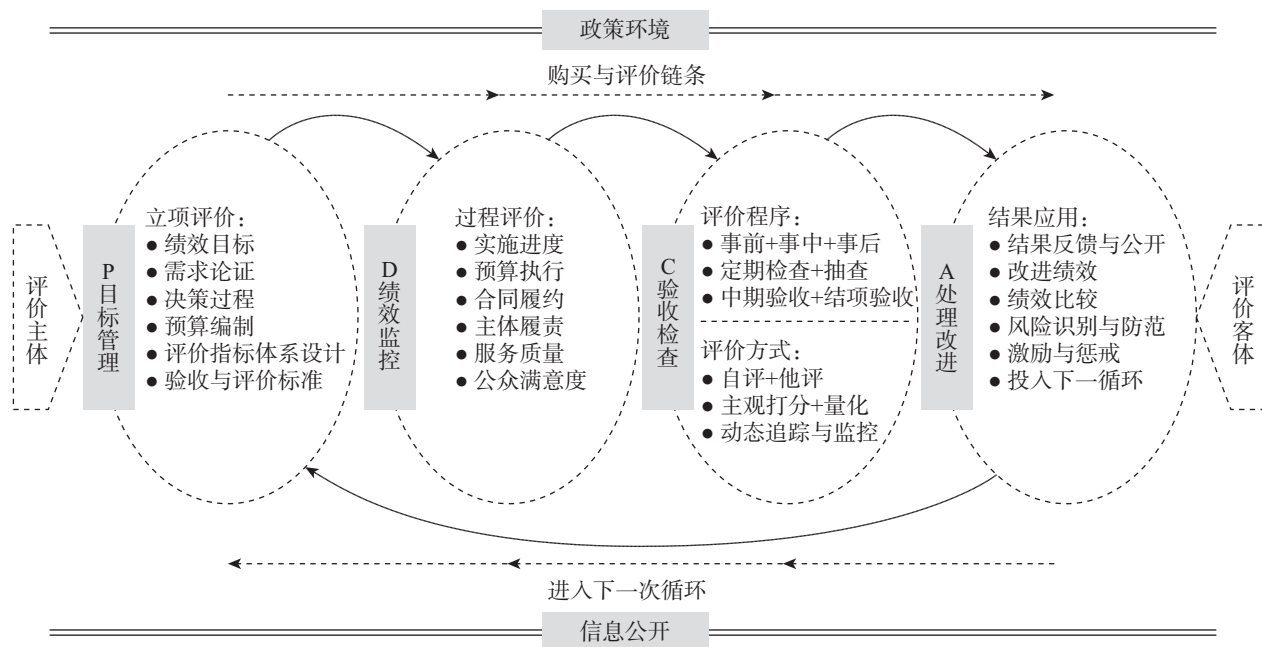 政策环境
购买与评价链条
评价主体
P目标管理
立项评价：
● 绩效目标
● 需求论证
● 决策过程
● 预算编制
● 评价指标体系设计
● 验收与评价标准
D绩效监控
过程评价：
● 实施进度
● 预算执行
● 合同履约
● 主体履责
● 服务质量
● 公众满意度
C验收检查
评价程序：
● 事前+事中+事后
● 定期检查+抽查
● 中期验收+结项验收
评价方式：
● 自评+他评
● 主观打分+量化
● 动态追踪与监控
A处理改进
结果应用：
● 结果反馈与公开
● 改进绩效
● 绩效比较
● 风险识别与防范
● 激励与惩戒
● 投入下一循环
评价客体
进入下一次循环
信息公开